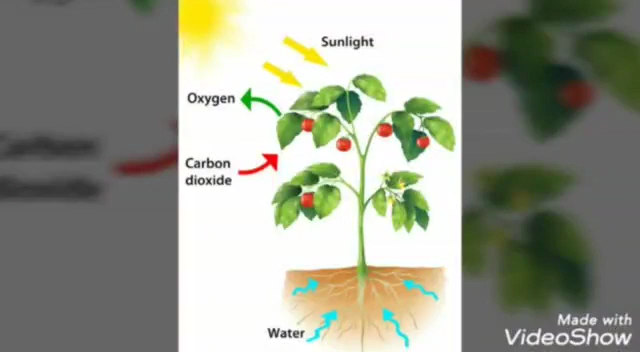 Sunlight
Oxygen
Carbon
dioxide
Water
Made with
VideoShow